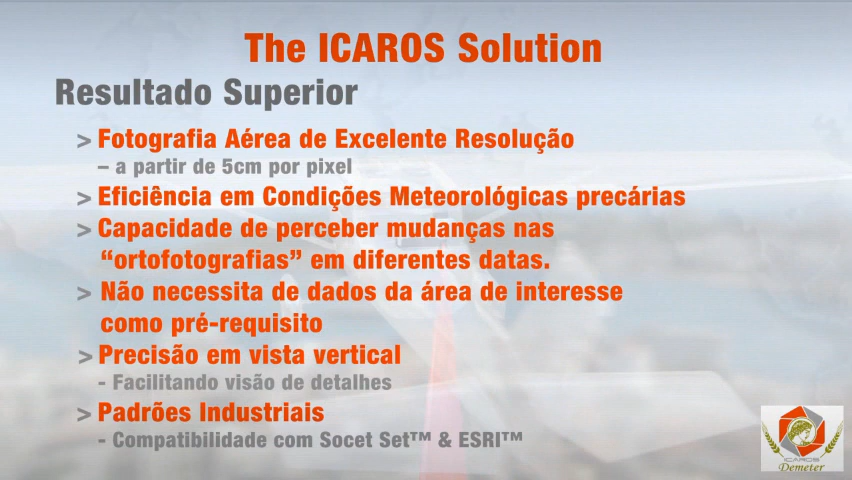 The ICAROS Solution
Resultado Superior
> Fotografia Aérea de Excelente Resolução
– a partir de 5cm por pixel
> Eficiência em Condições Meteorológicas precárias
> Capacidade de perceber mudanças nas
“ortofotografias” em diferentes datas.
> Não necessita de dados da área de interesse
como pré-requisito
> Precisão em vista vertical
- Facilitando visão de detalhes
> Padrões Industriais
- Compatibilidade com Socet Set™ & ESRI™
ICAROS
Demeter